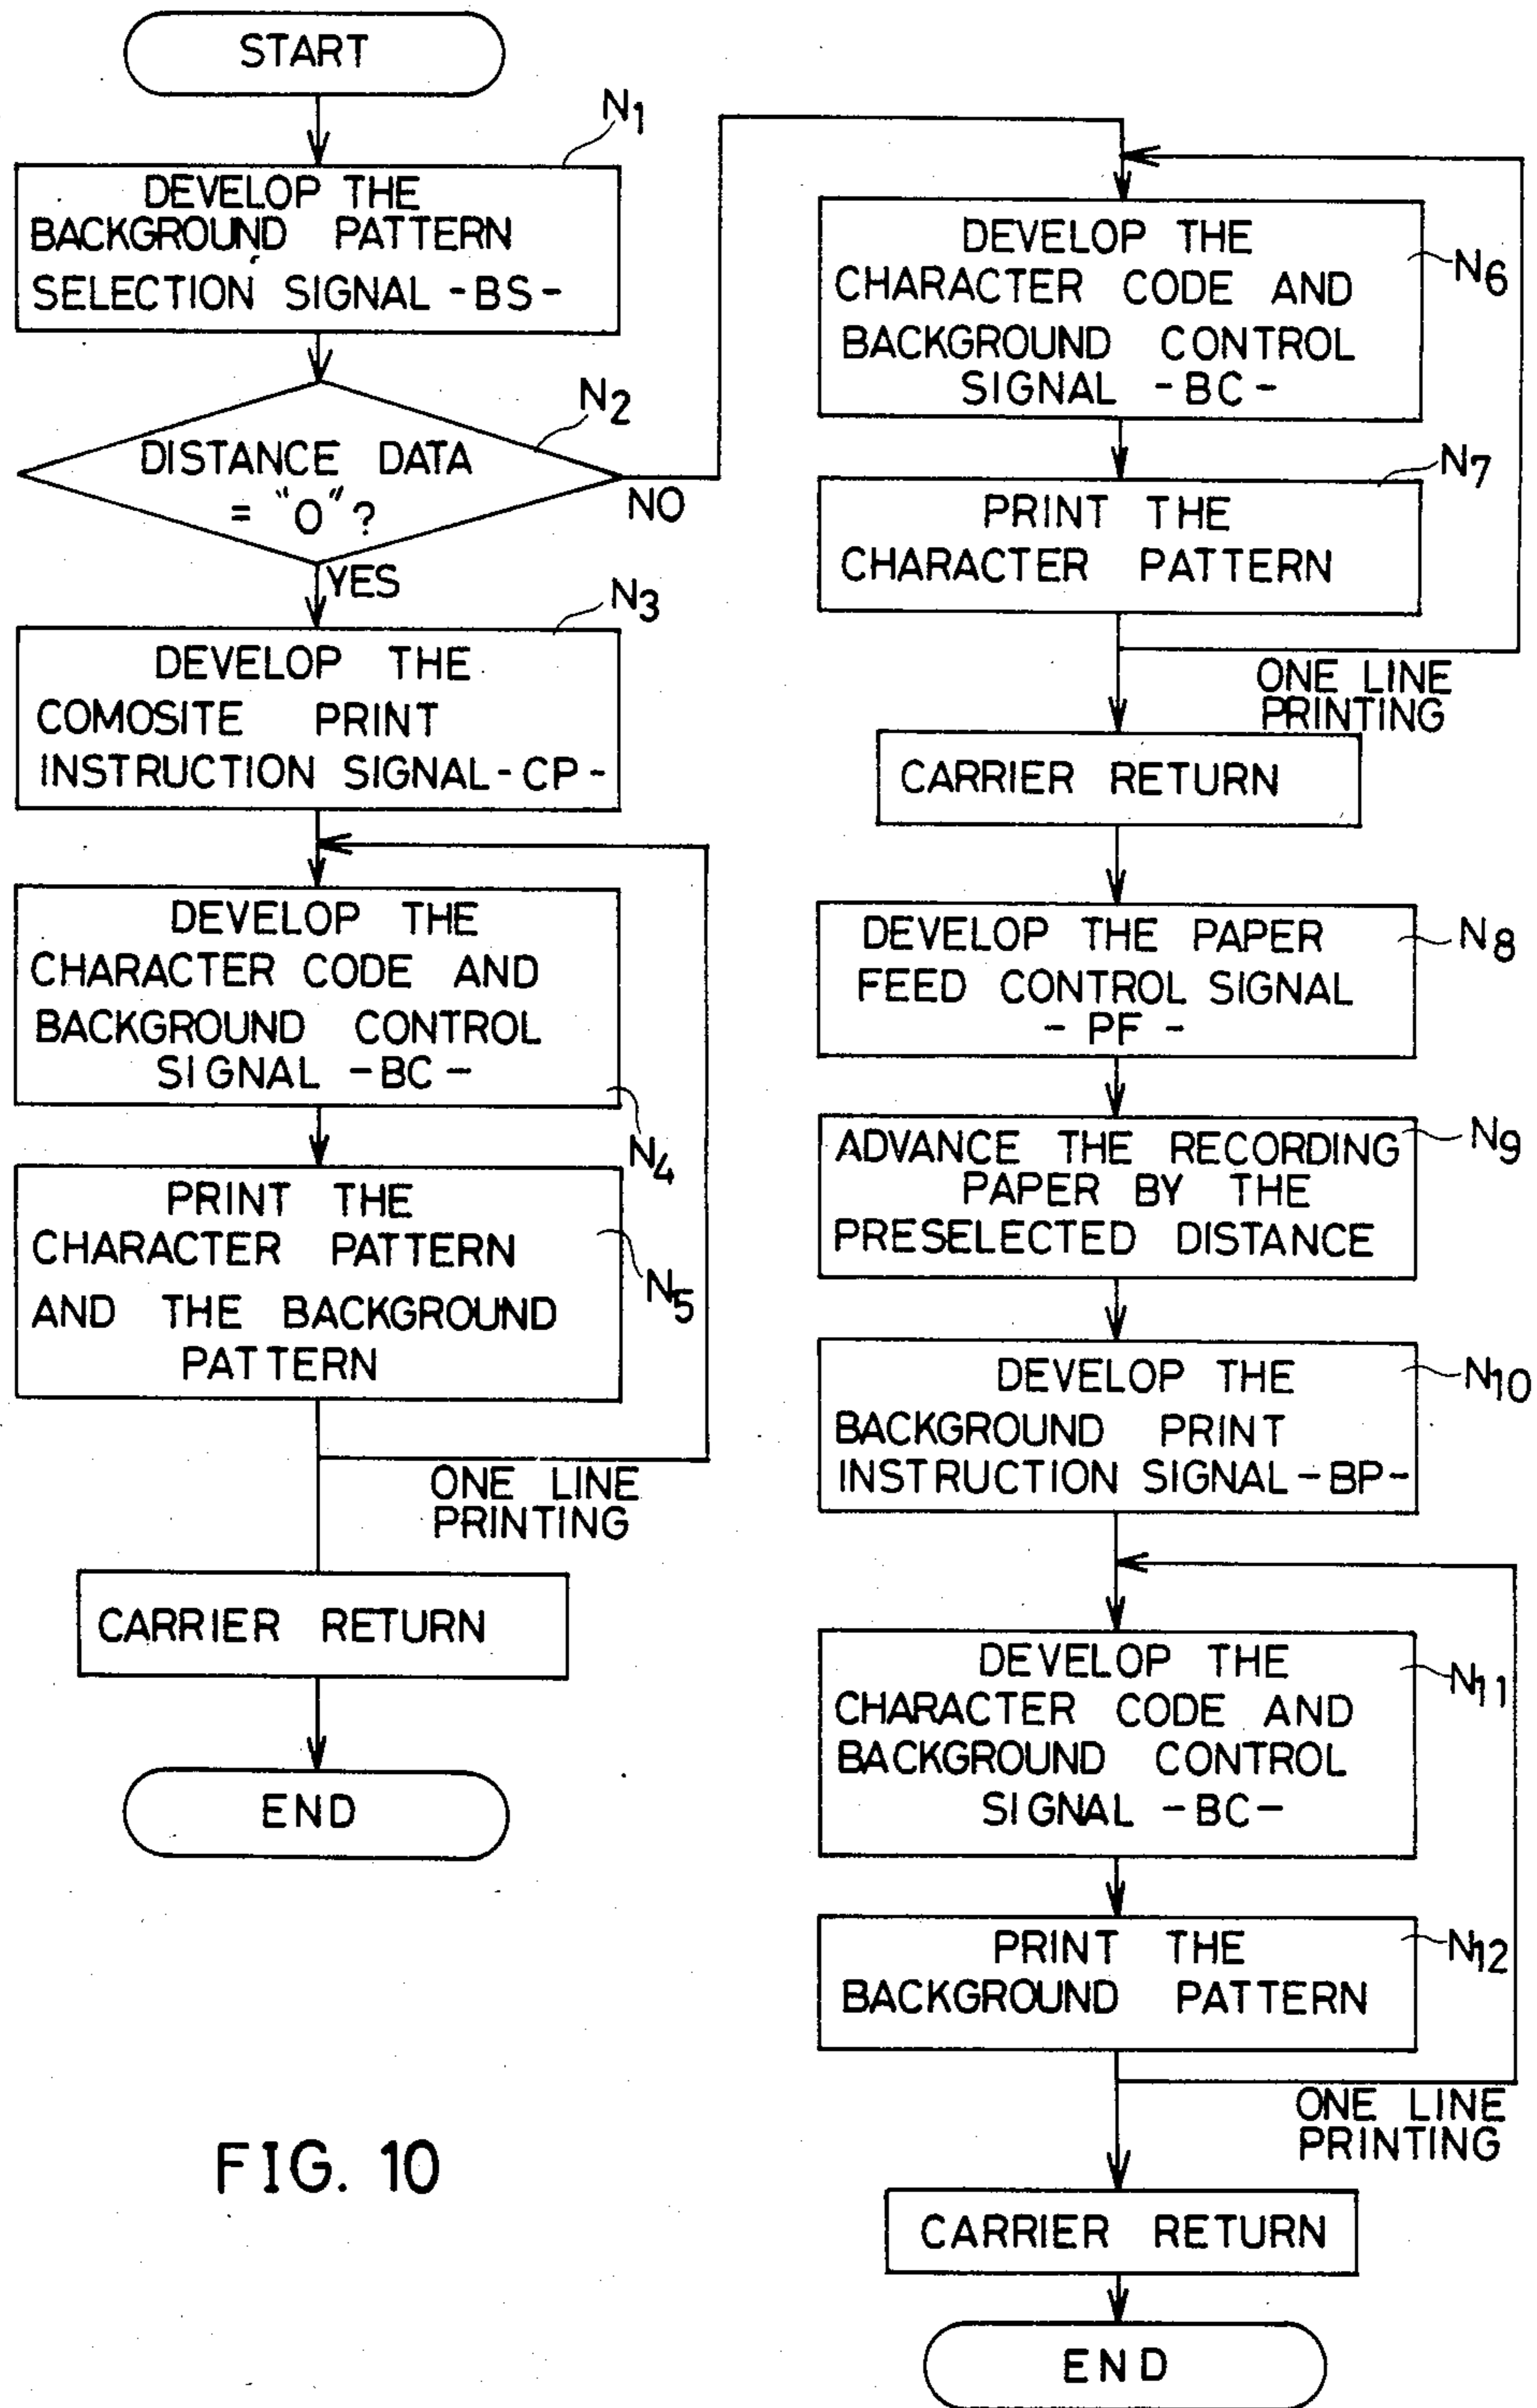 START
N1
DEVELOP THE
BACKGROUND PATTERN
SELECTION SIGNAL -BS-
N2
DISTANCE DATA
= "0"?
NO
YES
N3
DEVELOP THE
COMOSITE PRINT
INSTRUCTION SIGNAL-CP-
DEVELOP THE
CHARACTER CODE AND
BACKGROUND CONTROL
SIGNAL -BC-
N4
PRINT THE
CHARACTER PATTERN
AND THE BACKGROUND
PATTERN
N5
ONE LINE
PRINTING
CARRIER RETURN
END
DEVELOP THE
CHARACTER CODE AND
BACKGROUND CONTROL
SIGNAL -BC-
N6
N7
PRINT THE
CHARACTER PATTERN
ONE LINE
PRINTING
CARRIER RETURN
DEVELOP THE PAPER
FEED CONTROL SIGNAL
-PF-
N8
ADVANCE THE RECORDING
PAPER BY THE
PRESELECTED DISTANCE
N9
DEVELOP THE
BACKGROUND PRINT
INSTRUCTION SIGNAL-BP-
N10
DEVELOP THE
CHARACTER CODE AND
BACKGROUND CONTROL
SIGNAL -BC-
N11
PRINT THE
BACKGROUND PATTERN
N12
ONE LINE
PRINTING
CARRIER RETURN
END
FIG. 10